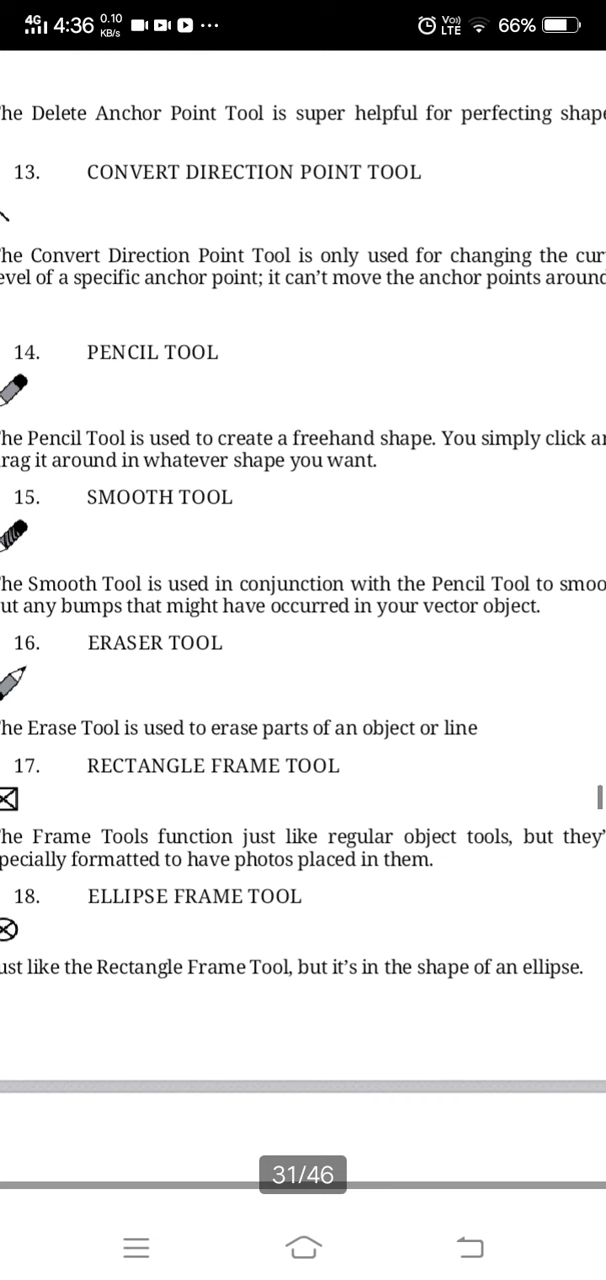 4G 4:36 0.10 KB/s ... Vo)) LTE 66%
he Delete Anchor Point Tool is super helpful for perfecting shap
13. CONVERT DIRECTION POINT TOOL
he Convert Direction Point Tool is only used for changing the cur
evel of a specific anchor point; it can’t move the anchor points around
14. PENCIL TOOL
he Pencil Tool is used to create a freehand shape. You simply click a
rag it around in whatever shape you want.
15. SMOOTH TOOL
he Smooth Tool is used in conjunction with the Pencil Tool to smoo
ut any bumps that might have occurred in your vector object.
16. ERASER TOOL
he Erase Tool is used to erase parts of an object or line
17. RECTANGLE FRAME TOOL
he Frame Tools function just like regular object tools, but they’
pecially formatted to have photos placed in them.
18. ELLIPSE FRAME TOOL
ust like the Rectangle Frame Tool, but it’s in the shape of an ellipse.
31/46